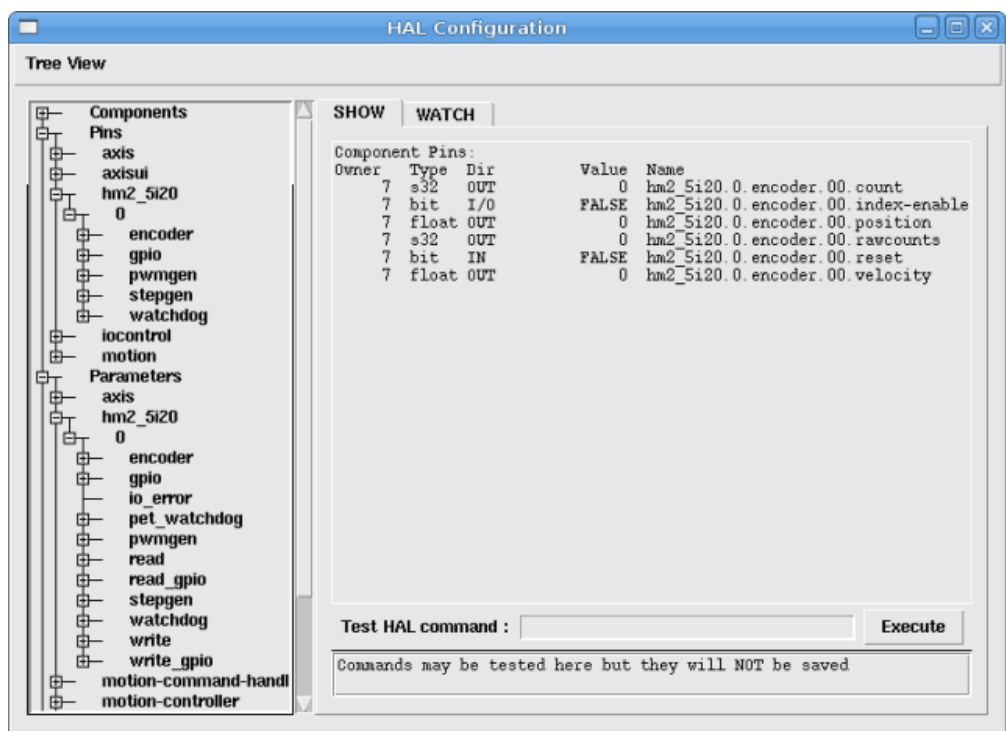 HAL Configuration
Tree View
Components
Pins
axis
axisui
hm2_5i20
0
encoder
gpio
pwmgen
stepgen
watchdog
iocontrol
motion
Parameters
axis
hm2_5i20
0
encoder
gpio
io_error
pet_watchdog
pwmgen
read
read_gpio
stepgen
watchdog
write
write_gpio
motion-command-handl
motion-controller
SHOW WATCH
Component Pins:
Owner Type Dir Value Name
7 s32 OUT 0 hm2_5i20.0.encoder.00.count
7 bit I/O FALSE hm2_5i20.0.encoder.00.index-enable
7 float OUT 0 hm2_5i20.0.encoder.00.position
7 s32 OUT 0 hm2_5i20.0.encoder.00.rawcounts
7 bit IN FALSE hm2_5i20.0.encoder.00.reset
7 float OUT 0 hm2_5i20.0.encoder.00.velocity
Test HAL command : Execute
Commands may be tested here but they will NOT be saved